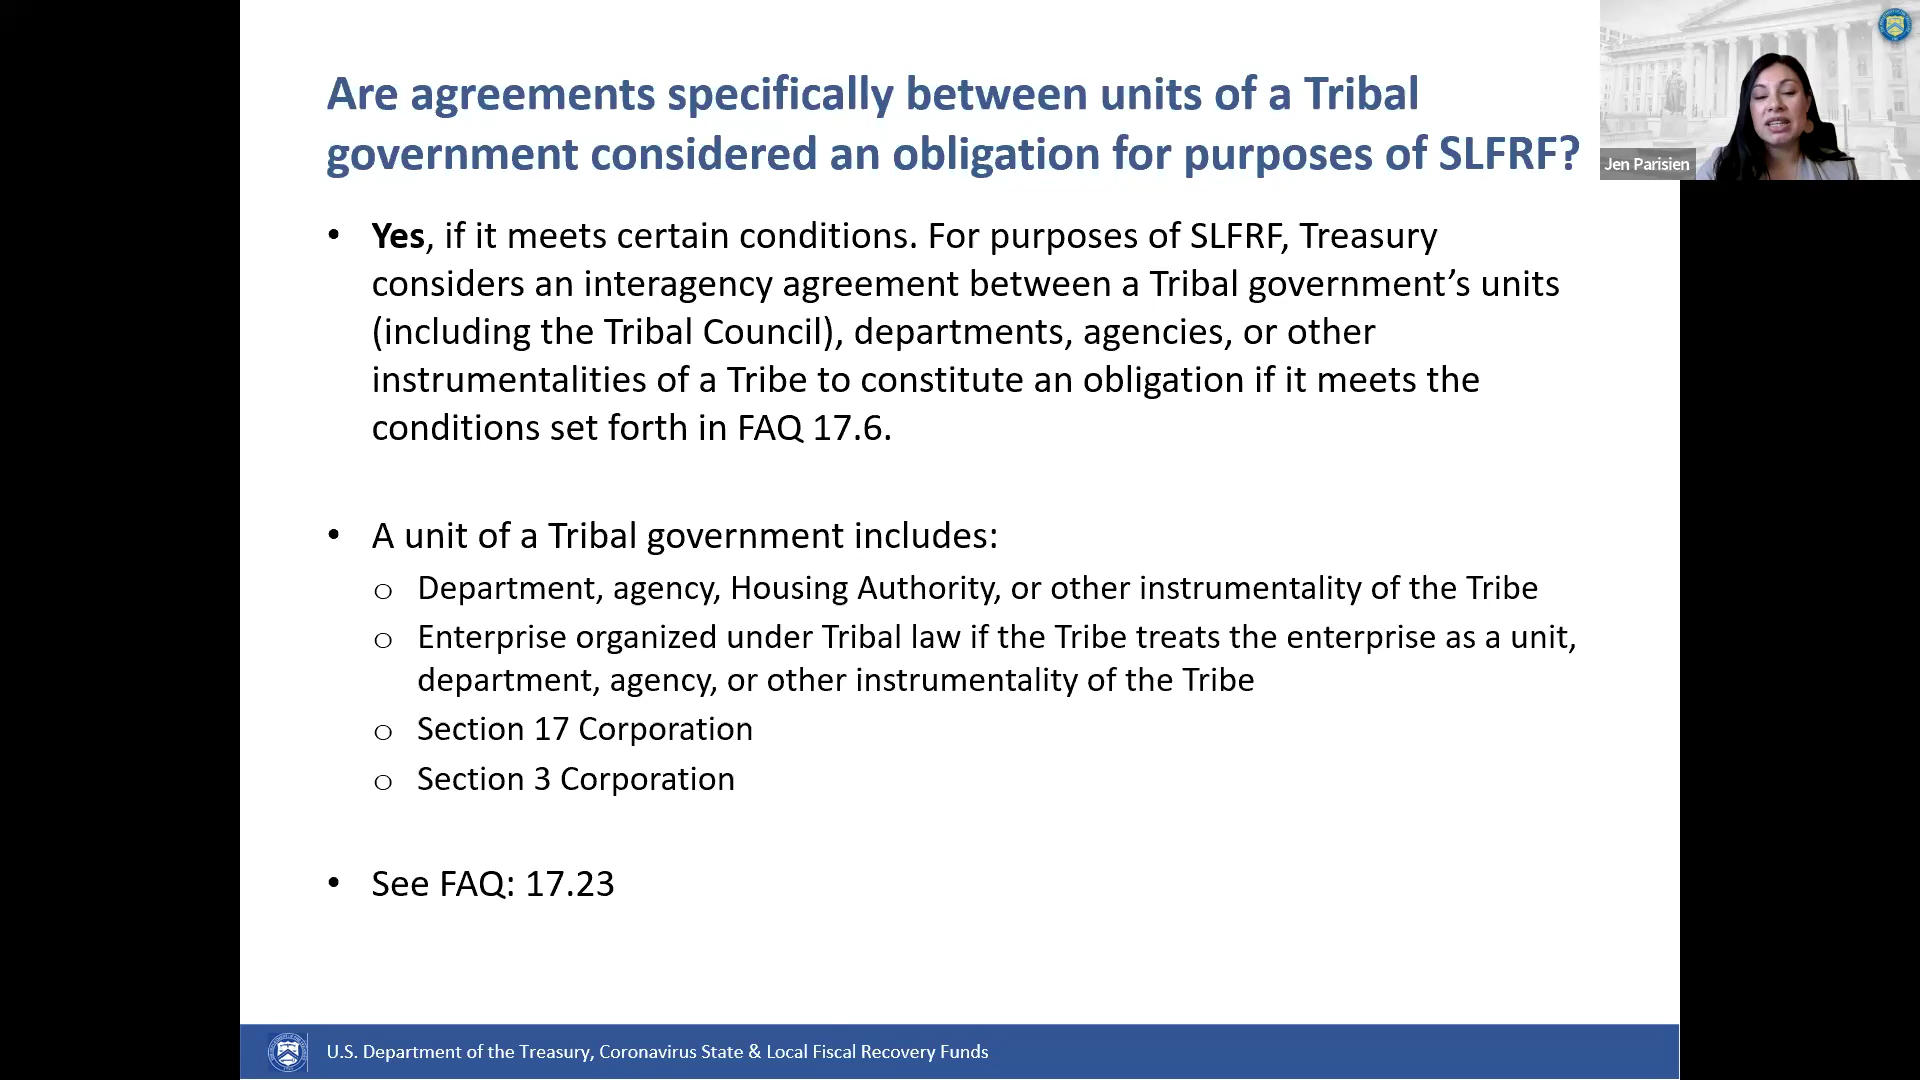 Are agreements specifically between units of a Tribal
government considered an obligation for purposes of SLFRF?
Jen Parisien
• Yes, if it meets certain conditions. For purposes of SLFRF, Treasury
considers an interagency agreement between a Tribal government’s units
(including the Tribal Council), departments, agencies, or other
instrumentalities of a Tribe to constitute an obligation if it meets the
conditions set forth in FAQ 17.6.
• A unit of a Tribal government includes:
o Department, agency, Housing Authority, or other instrumentality of the Tribe
o Enterprise organized under Tribal law if the Tribe treats the enterprise as a unit,
department, agency, or other instrumentality of the Tribe
o Section 17 Corporation
o Section 3 Corporation
• See FAQ: 17.23
U.S. Department of the Treasury, Coronavirus State & Local Fiscal Recovery Funds